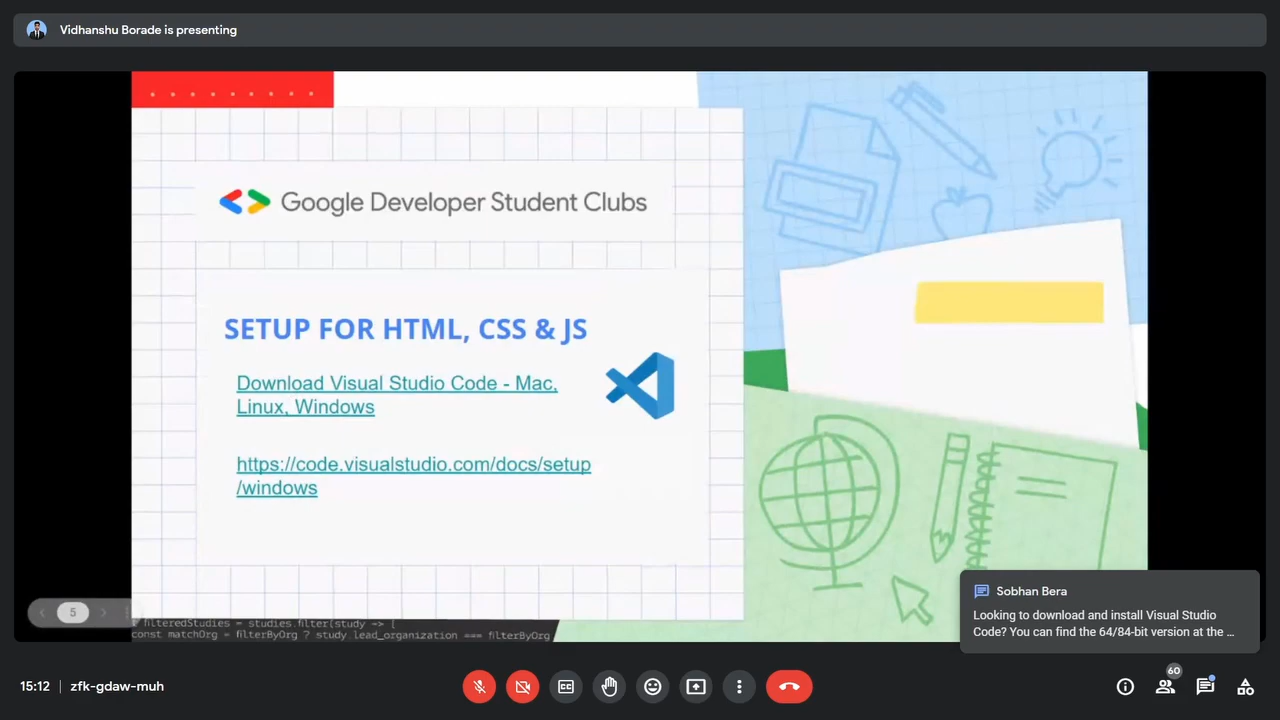 Vidhanshu Borade is presenting
Google Developer Student Clubs
SETUP FOR HTML, CSS & JS
Download Visual Studio Code - Mac,
Linux, Windows
https://code.visualstudio.com/docs/setup
/windows
5
filteredStudies = studies.filter(study => {
const matchOrg = filterByOrg ? study.lead_organization === filterByOrg
Sobhan Bera
Looking to download and install Visual Studio
Code? You can find the 64/84-bit version at the ...
15:12 | zfk-gdaw-muh
60